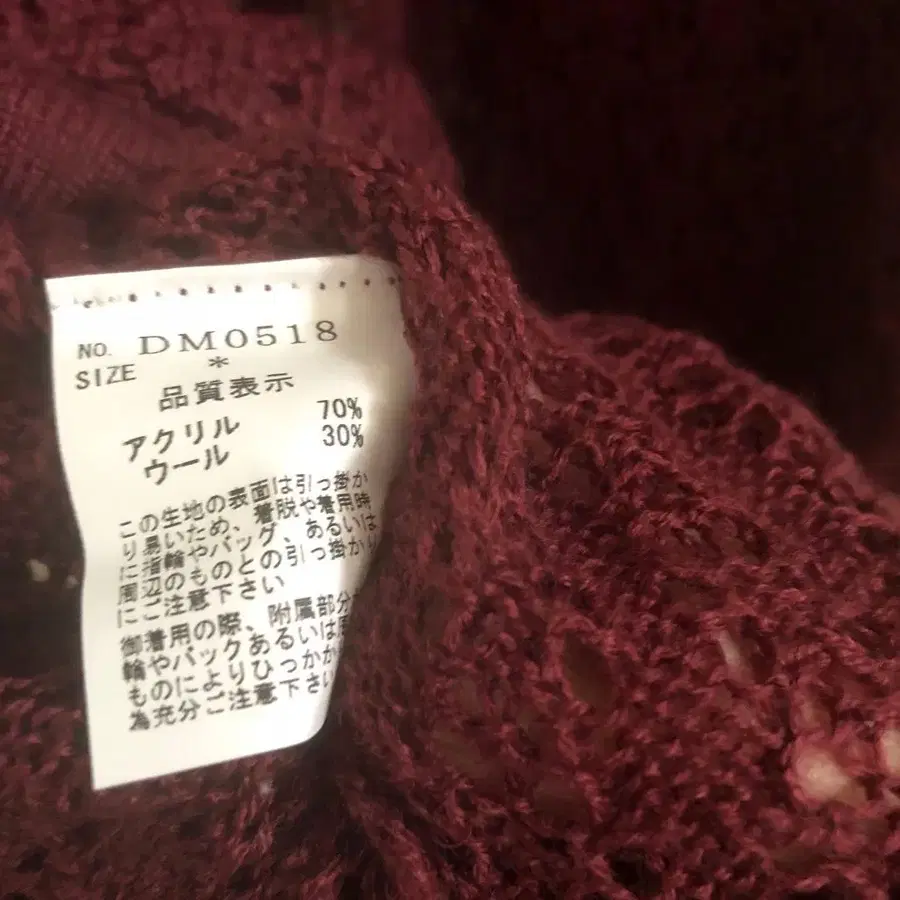 NO. DM0518
SIZE *
品質表示
アクリル 70%
ウール 30%
この生地の表面は引っ掛か
り易いため、着脱や着用時
に指輪やバッグ、あるいは
周辺のものとの引っ掛かり
にご注意下さい
御着用の際、附属部分
輪やバックあるいは
ものによりひっかか
為充分ご注意下さい